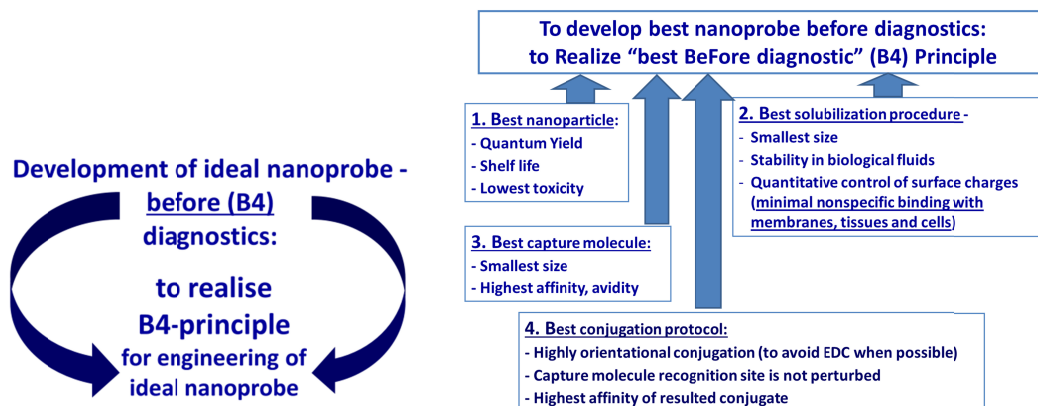 Development of ideal nanoprobe -
before (B4)
diagnostics:
to realise
B4-principle
for engineering of
ideal nanoprobe
To develop best nanoprobe before diagnostics:
to Realize “best BeFore diagnostic” (B4) Principle
1. Best nanoparticle:
- Quantum Yield
- Shelf life
- Lowest toxicity
2. Best solubilization procedure -
- Smallest size
- Stability in biological fluids
- Quantitative control of surface charges
(minimal nonspecific binding with
membranes, tissues and cells)
3. Best capture molecule:
- Smallest size
- Highest affinity, avidity
4. Best conjugation protocol:
- Highly orientational conjugation (to avoid EDC when possible)
- Capture molecule recognition site is not perturbed
- Highest affinity of resulted conjugate